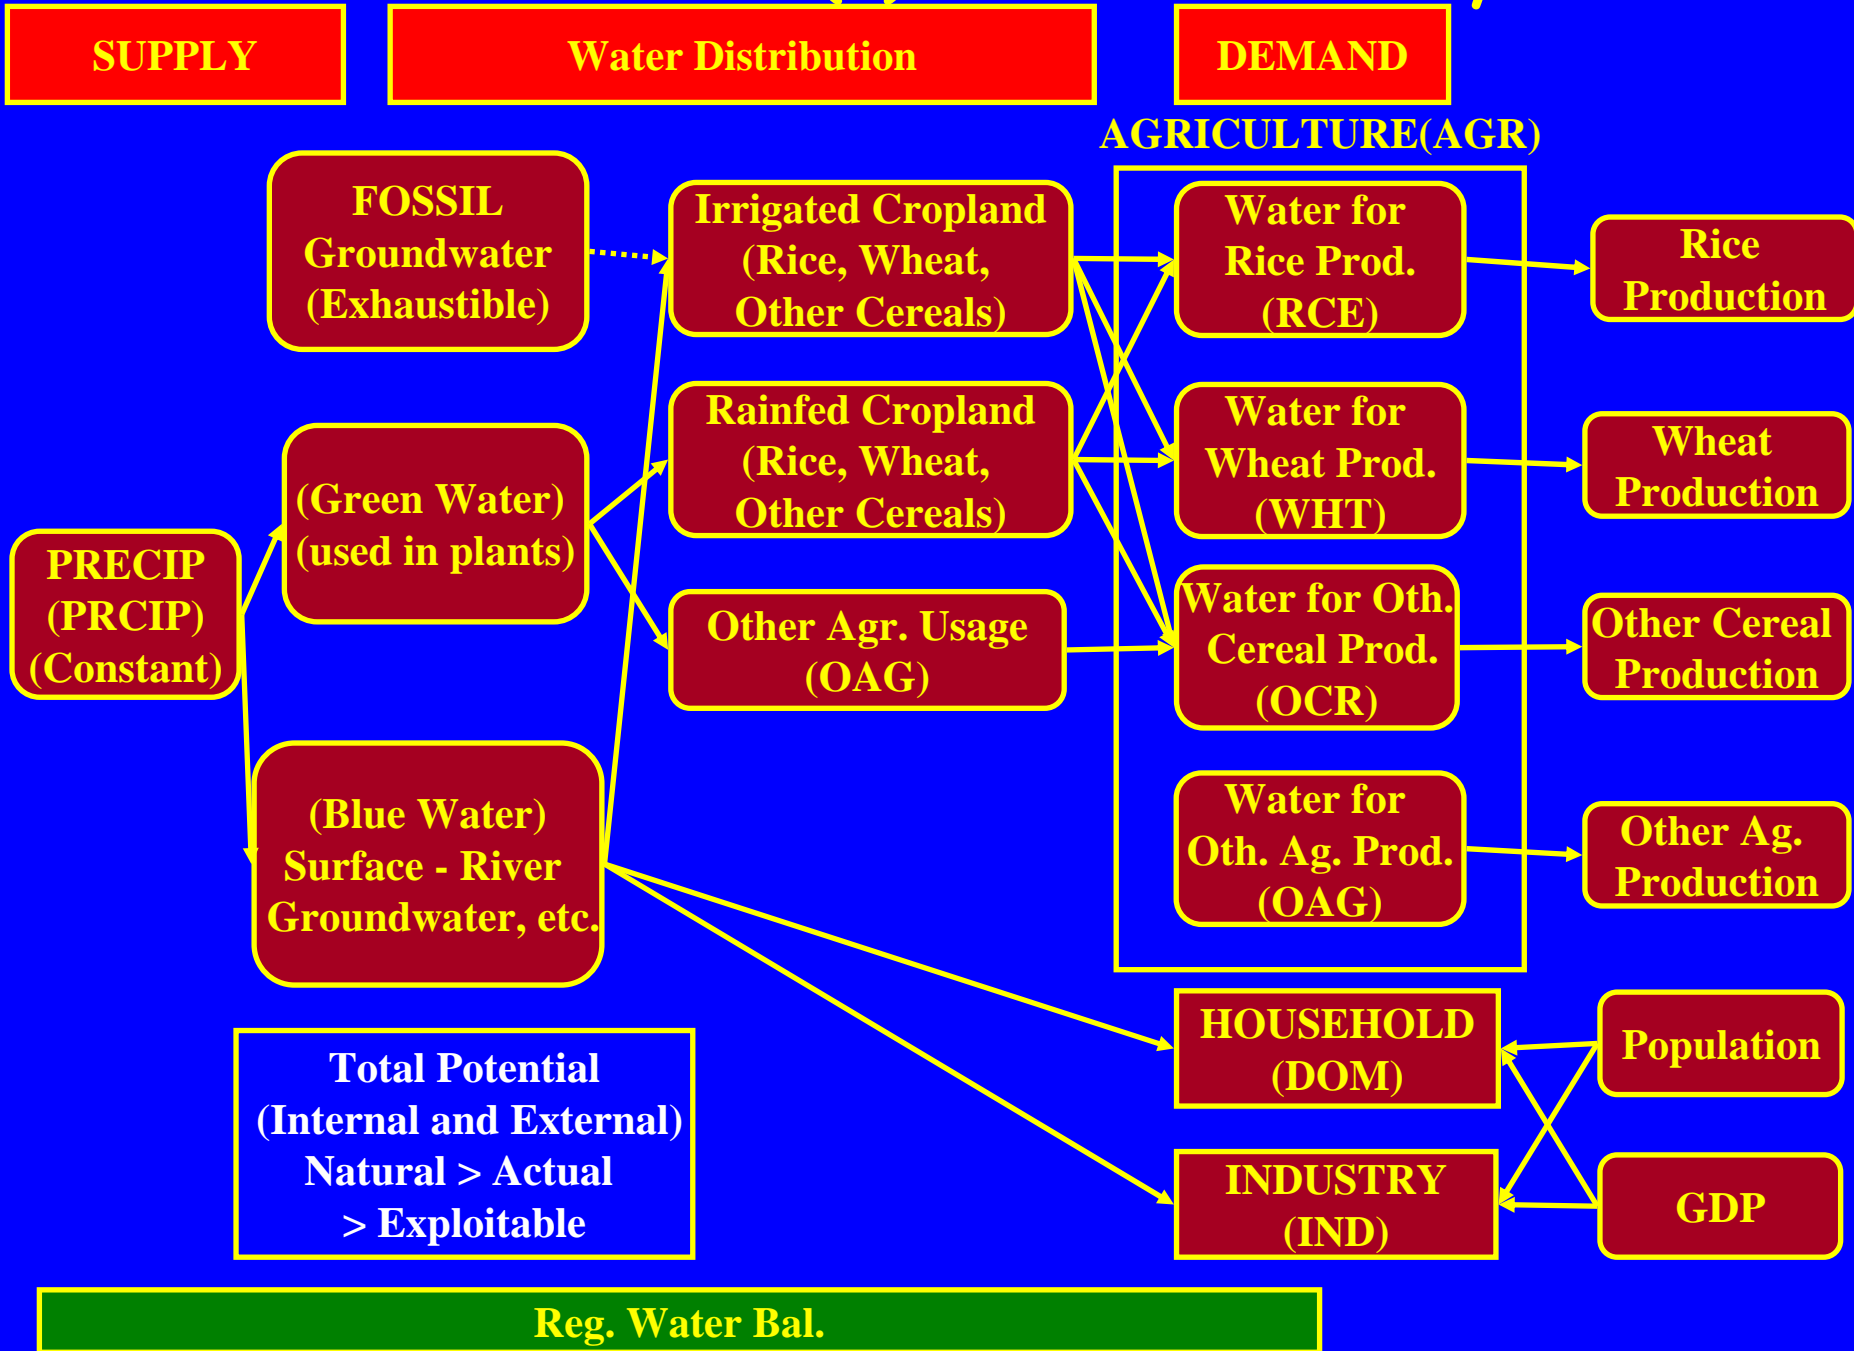 SUPPLY
Water Distribution
DEMAND
AGRICULTURE(AGR)
FOSSIL
Groundwater
(Exhaustible)
Irrigated Cropland
(Rice, Wheat,
Other Cereals)
Water for
Rice Prod.
(RCE)
Rice
Production
Rainfed Cropland
(Rice, Wheat,
Other Cereals)
Water for
Wheat Prod.
(WHT)
Wheat
Production
(Green Water)
(used in plants)
PRECIP
(PRCIP)
(Constant)
Other Agr. Usage
(OAG)
Water for Oth.
Cereal Prod.
(OCR)
Other Cereal
Production
(Blue Water)
Surface - River
Groundwater, etc.
Water for
Oth. Ag. Prod.
(OAG)
Other Ag.
Production
HOUSEHOLD
(DOM)
Population
Total Potential
(Internal and External)
Natural > Actual
> Exploitable
INDUSTRY
(IND)
GDP
Reg. Water Bal.